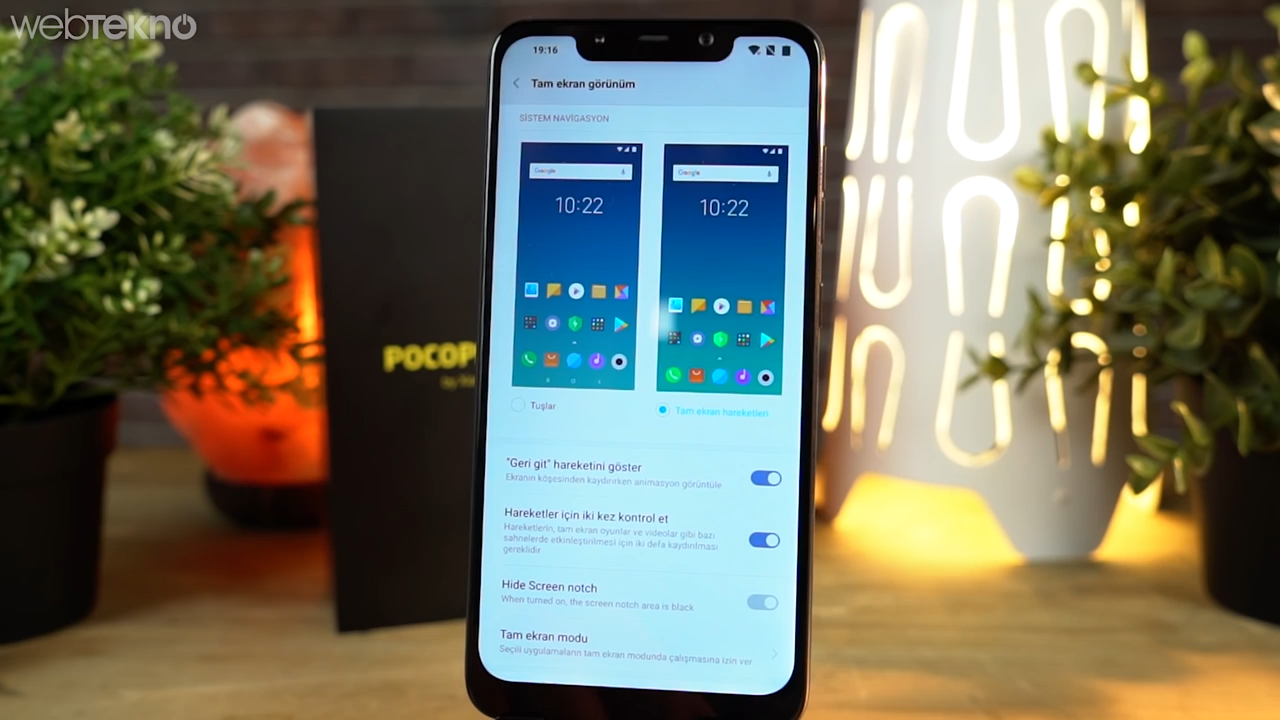 webtekno
19:16
Tam ekran görünüm
SİSTEM NAVİGASYON
Google
Google
10:22
10:22
POCOP
by
Tuşlar
Tam ekran hareketleri
"Geri git" hareketini göster
Ekranın köşesinden kaydırırken animasyon görüntüle
Hareketler için iki kez kontrol et
Hareketlerin, tam ekran oyunlar ve videolar gibi bazı
sahnelerde etkinleştirilmesi için iki defa kaydırılması
gereklidir
Hide Screen notch
When turned on, the screen notch area is black
Tam ekran modu
Seçili uygulamaların tam ekran modunda çalışmasına izin ver